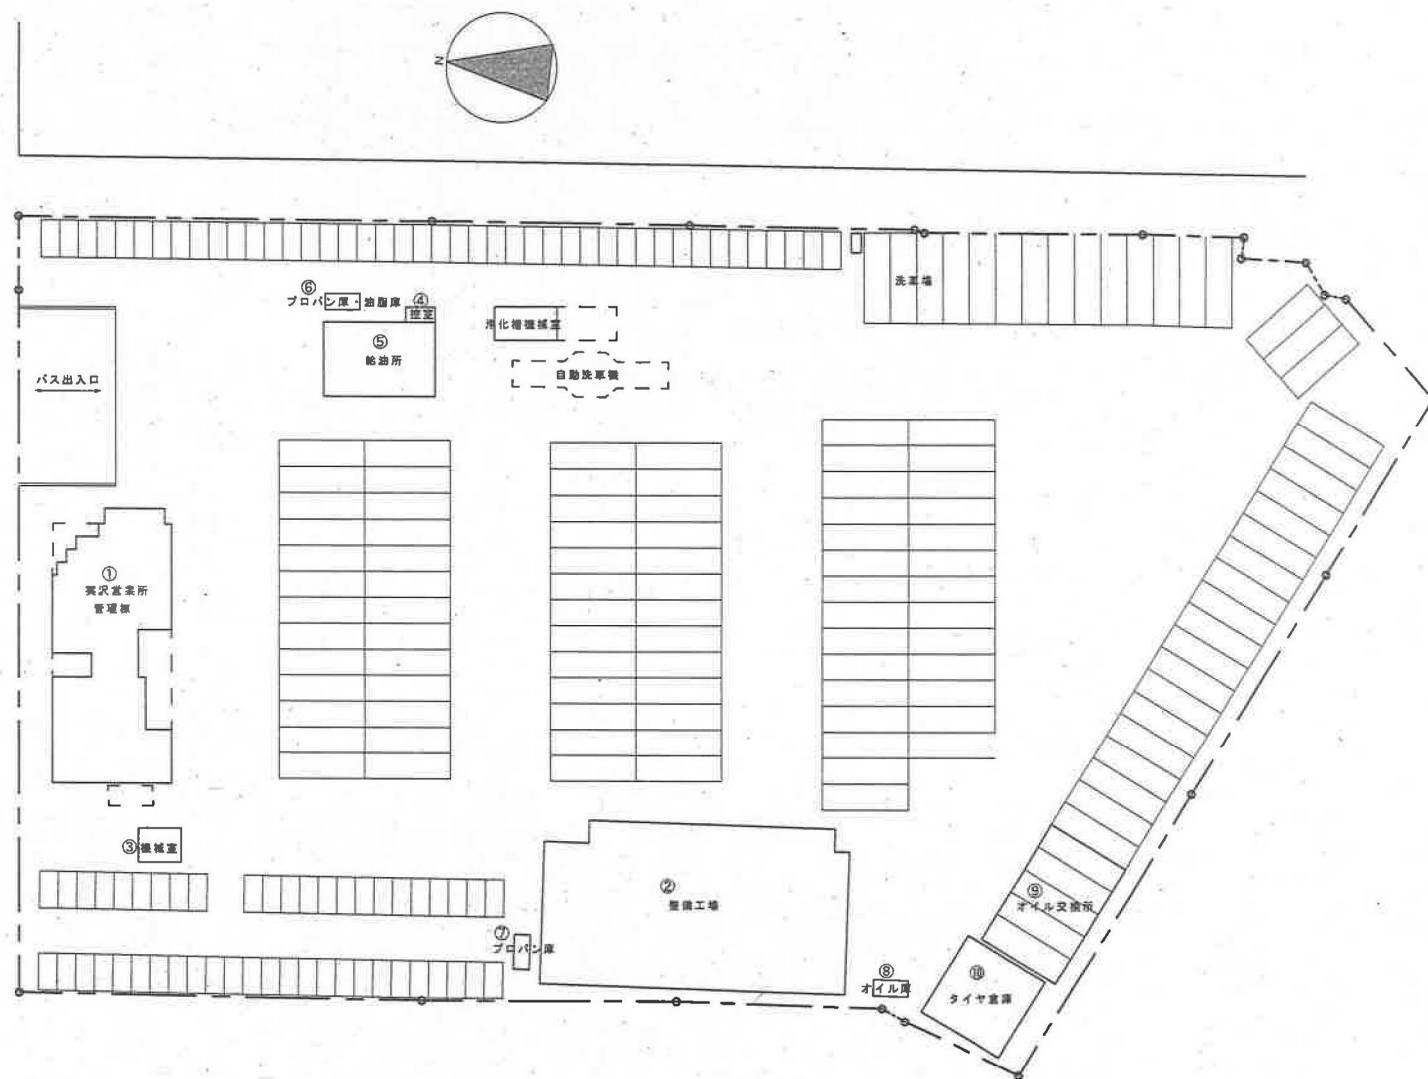 N
洗車場
⑥
プロパン庫・油脂庫
④
控室
浄化槽機械室
⑤
給油所
自動洗車機
バス出入口
①
実沢営業所
管理棟
③機械室
②
整備工場
⑨
オイル交換所
⑦
プロパン庫
⑧
オイル庫
⑩
タイヤ倉庫